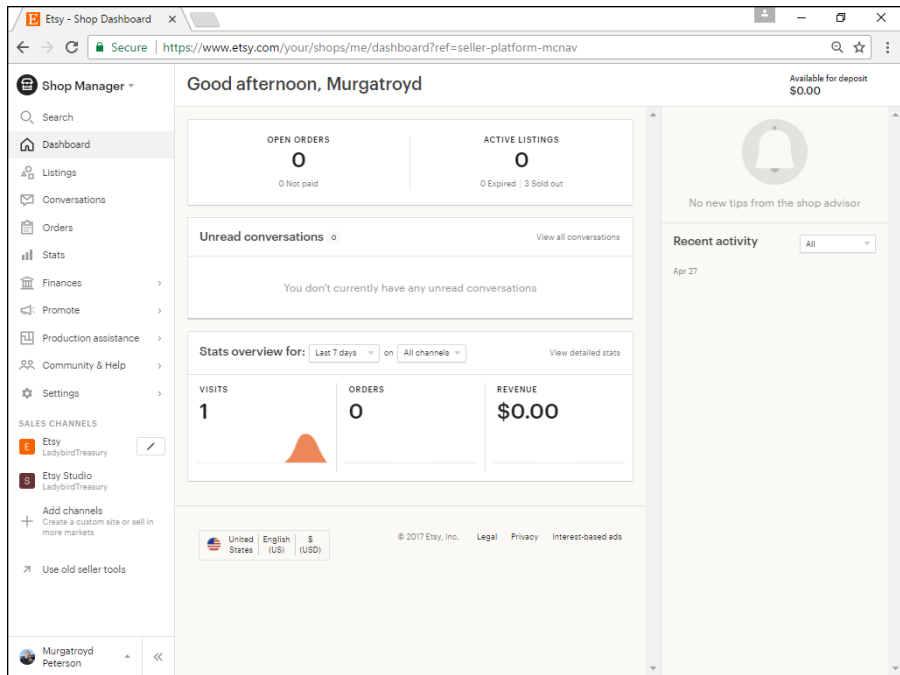 Etsy - Shop Dashboard
Secure
https://www.etsy.com/your/shops/me/dashboard?ref=seller-platform-mcnav
Shop Manager
Search
Dashboard
Listings
Conversations
Orders
Stats
Finances
Promote
Production assistance
Community & Help
Settings
SALES CHANNELS
E
Etsy
LadybirdTreasury
S
Etsy Studio
LadybirdTreasury
Add channels
Create a custom site or sell in
more markets
Use old seller tools
Murgatroyd
Peterson
Good afternoon, Murgatroyd
Available for deposit
$0.00
OPEN ORDERS
0
0 Not paid
ACTIVE LISTINGS
0
0 Expired | 3 Sold out
Unread conversations 0
View all conversations
You don't currently have any unread conversations
Stats overview for: Last 7 days on All channels
View detailed stats
VISITS
1
ORDERS
0
REVENUE
$0.00
United States
English (US)
$ (USD)
© 2017 Etsy, Inc. Legal Privacy Interest-based ads
No new tips from the shop advisor
Recent activity
All
Apr 27